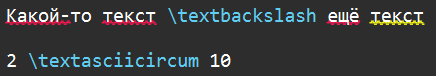 Какой-то текст \textbackslash ещё текст
2 \textasciicircum 10